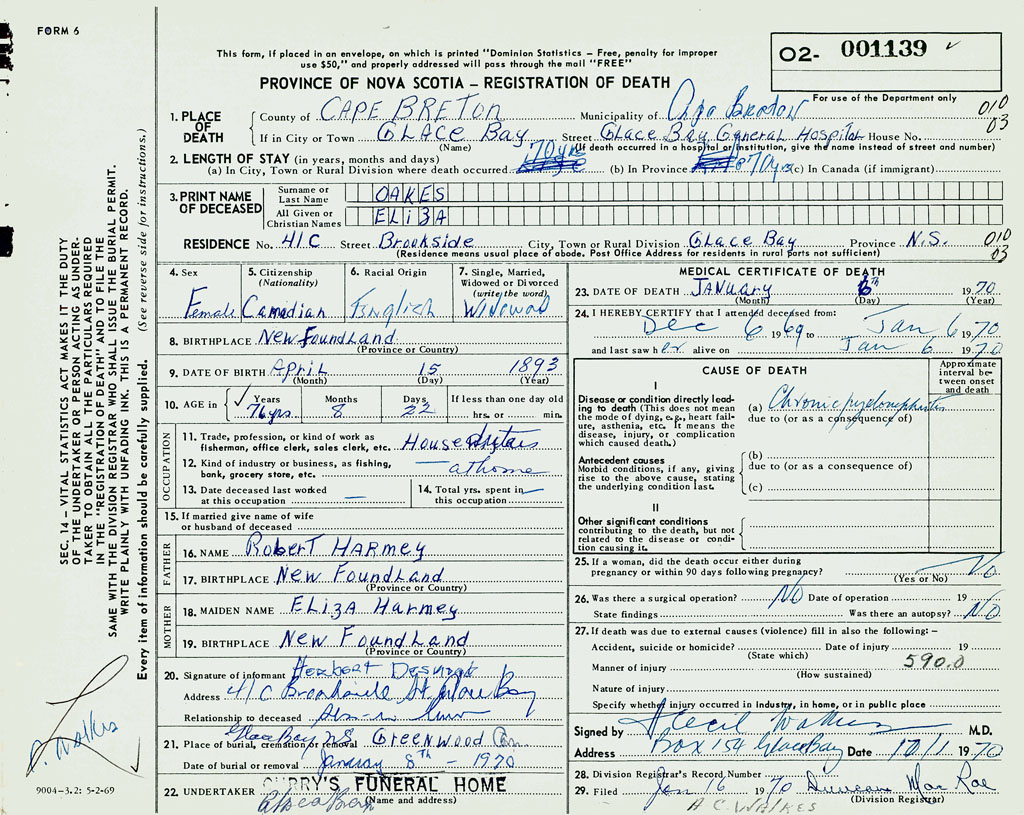 FORM 6
This form, if placed in an envelope, on which is printed "Dominion Statistics – Free, penalty for improper
use $50," and properly addressed will pass through the mail "FREE"
O2- 001139 ✓
For use of the Department only
PROVINCE OF NOVA SCOTIA – REGISTRATION OF DEATH
010
03
1. PLACE OF DEATH
County of CAPE BRETON Municipality of Cape Breton
If in City or Town GLACE BAY Street Glace Bay General Hospital House No.
(Name) (If death occurred in a hospital or institution, give the name instead of street and number)
2. LENGTH OF STAY (in years, months and days)
(a) In City, Town or Rural Division where death occurred 70 yrs (b) In Province 70 yrs (c) In Canada (if immigrant)
3. PRINT NAME OF DECEASED
Surname or Last Name OAKES
All Given or Christian Names ELIZA
RESIDENCE No. 41C Street Brookside City, Town or Rural Division Glace Bay Province N.S.
(Residence means usual place of abode. Post Office Address for residents in rural parts not sufficient)
010
03
4. Sex Female
5. Citizenship (Nationality) Canadian
6. Racial Origin English
7. Single, Married, Widowed or Divorced (write the word) Widowed
8. BIRTHPLACE New Foundland
(Province or Country)
9. DATE OF BIRTH April 15 1893
(Month) (Day) (Year)
10. AGE in ✓ Years 76 yrs. Months 8 Days 22 If less than one day old
hrs. or min.
OCCUPATION
11. Trade, profession, or kind of work as
fisherman, office clerk, sales clerk, etc. House
12. Kind of industry or business, as fishing,
bank, grocery store, etc. — at home
13. Date deceased last worked
at this occupation —
14. Total yrs. spent in
this occupation —
15. If married give name of wife
or husband of deceased
FATHER
16. NAME Robert Harmey
17. BIRTHPLACE New Foundland
(Province or Country)
MOTHER
18. MAIDEN NAME Eliza Harmey
19. BIRTHPLACE New Foundland
(Province or Country)
20. Signature of informant Herbert
Address 41C Brookside St. Glace Bay
Relationship to deceased
21. Place of burial, cremation or removal Glace Bay N.S. Greenwood Cem
Date of burial or removal January 8th – 1970
22. UNDERTAKER CURRY'S FUNERAL HOME
(Name and address)
Glace Bay
MEDICAL CERTIFICATE OF DEATH
23. DATE OF DEATH January 6th 1970
(Month) (Day) (Year)
24. I HEREBY CERTIFY that I attended deceased from:
Dec 6 1969 to Jan 6 1970
and last saw her alive on Jan 6 1970
CAUSE OF DEATH
Approximate interval between onset and death
I
Disease or condition directly leading to death (This does not
mean the mode of dying, e.g., heart failure, asthenia, etc. It means the
disease, injury, or complication
which caused death.)
(a) Chronic pyelonephritis
due to (or as a consequence of)
Antecedent causes
Morbid conditions, if any, giving
rise to the above cause, stating
the underlying condition last.
(b)
due to (or as a consequence of)
(c)
II
Other significant conditions
contributing to the death, but not
related to the disease or condition
causing it.
25. If a woman, did the death occur either during
pregnancy or within 90 days following pregnancy? No
(Yes or No)
26. Was there a surgical operation? No Date of operation 19
State findings Was there an autopsy? No
27. If death was due to external causes (violence) fill in also the following: –
Accident, suicide or homicide? Date of injury 19
(State which)
590.0
Manner of injury
(How sustained)
Nature of injury
Specify whether injury occurred in industry, in home, or in public place
Signed by Cecil Walkes M.D.
Address Box 154 Glace Bay Date 17/1 1970
28. Division Registrar's Record Number
29. Filed Jan 16 1970 Duncan MacRae
(Division Registrar)
A C WALKES
SEC. 14 – VITAL STATISTICS ACT MAKES IT THE DUTY
OF THE UNDERTAKER OR PERSON ACTING AS UNDERTAKER
TO OBTAIN ALL THE PARTICULARS REQUIRED
IN THE "REGISTRATION OF DEATH" AND TO FILE THE
SAME WITH THE DIVISION REGISTRAR WHO SHALL ISSUE THE BURIAL PERMIT.
WRITE PLAINLY WITH UNFADING INK. THIS IS A PERMANENT RECORD.
Every item of information should be carefully supplied. (See reverse side for instructions.)
Walkes
9004-3.2: 5-2-69